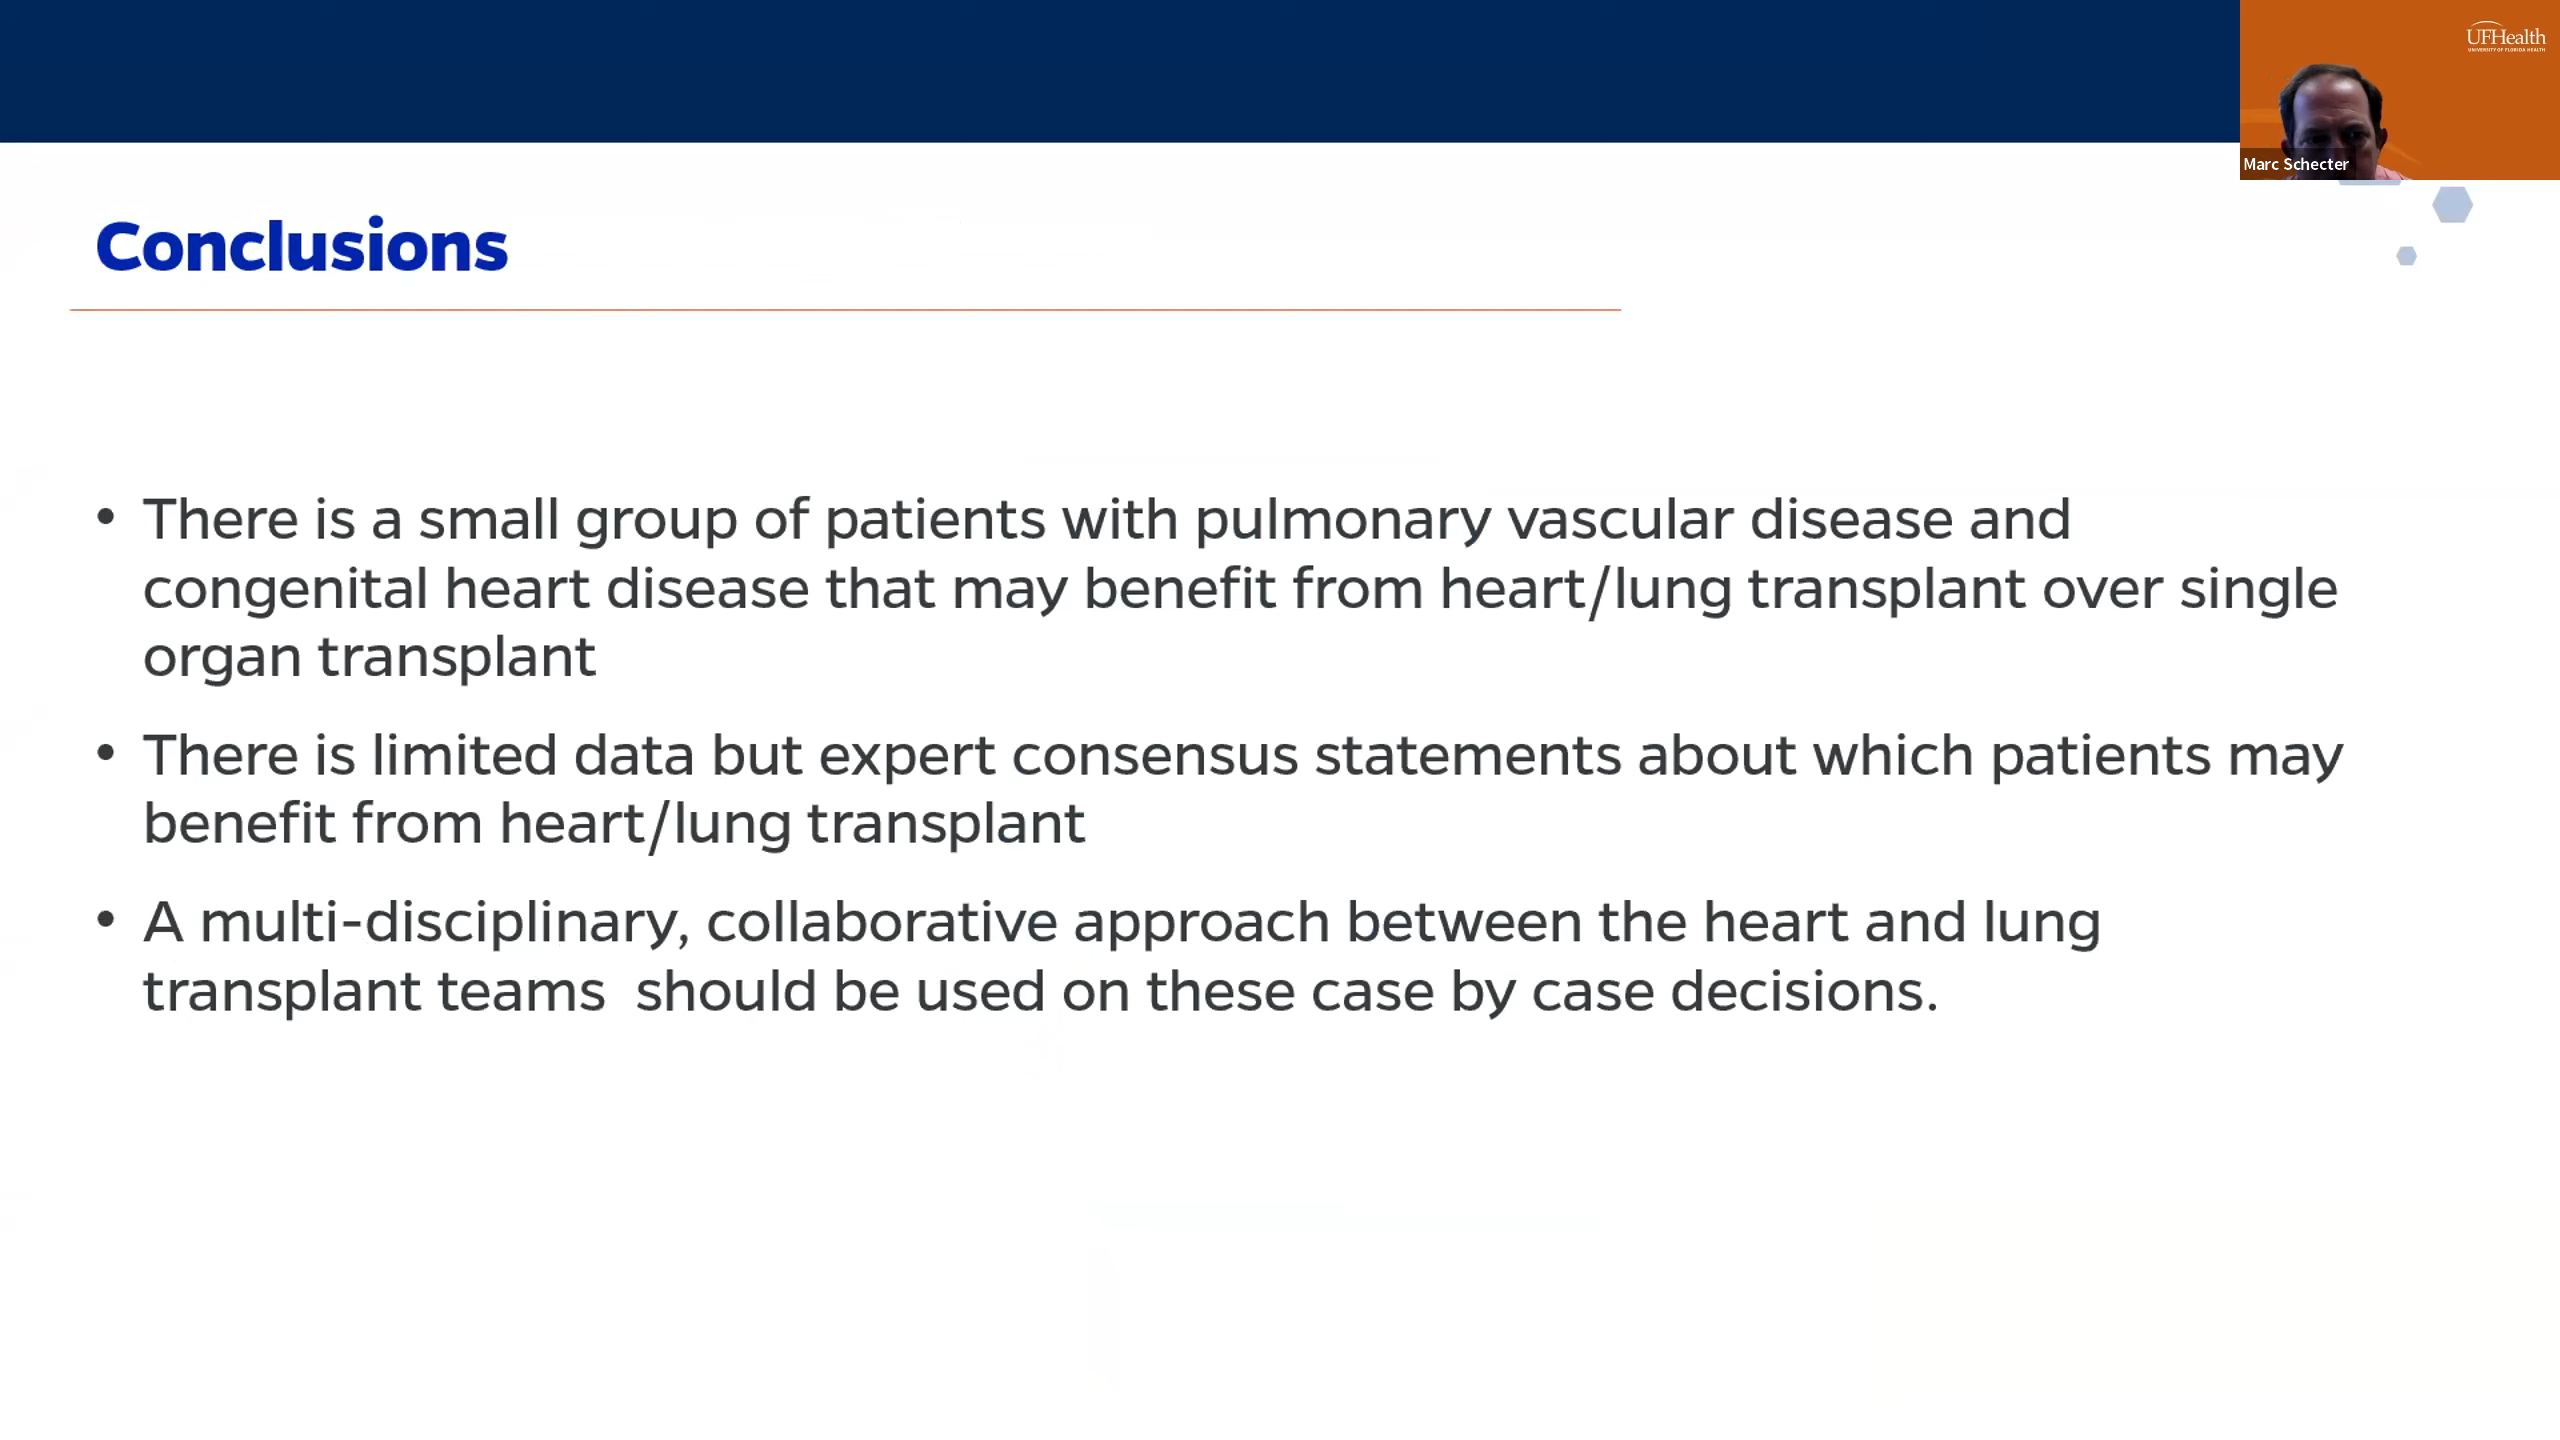 UFHealth
UNIVERSITY OF FLORIDA HEALTH
Marc Schecter
Conclusions
• There is a small group of patients with pulmonary vascular disease and
congenital heart disease that may benefit from heart/lung transplant over single
organ transplant
• There is limited data but expert consensus statements about which patients may
benefit from heart/lung transplant
• A multi-disciplinary, collaborative approach between the heart and lung
transplant teams  should be used on these case by case decisions.